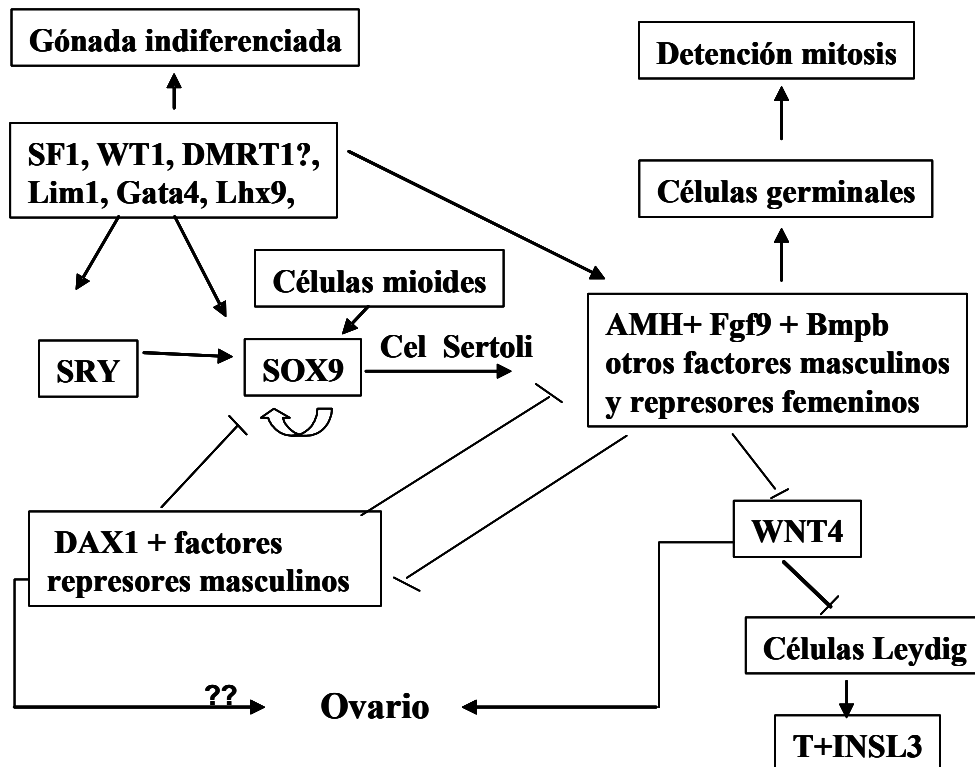 Gónada indiferenciada
Detención mitosis
SF1, WT1, DMRT1?,
Lim1, Gata4, Lhx9,
Células germinales
Células mioides
AMH+ Fgf9 + Bmpb
otros factores masculinos
y represores femeninos
SRY
SOX9
Cel Sertoli
DAX1 + factores
represores masculinos
WNT4
Células Leydig
??
Ovario
T+INSL3